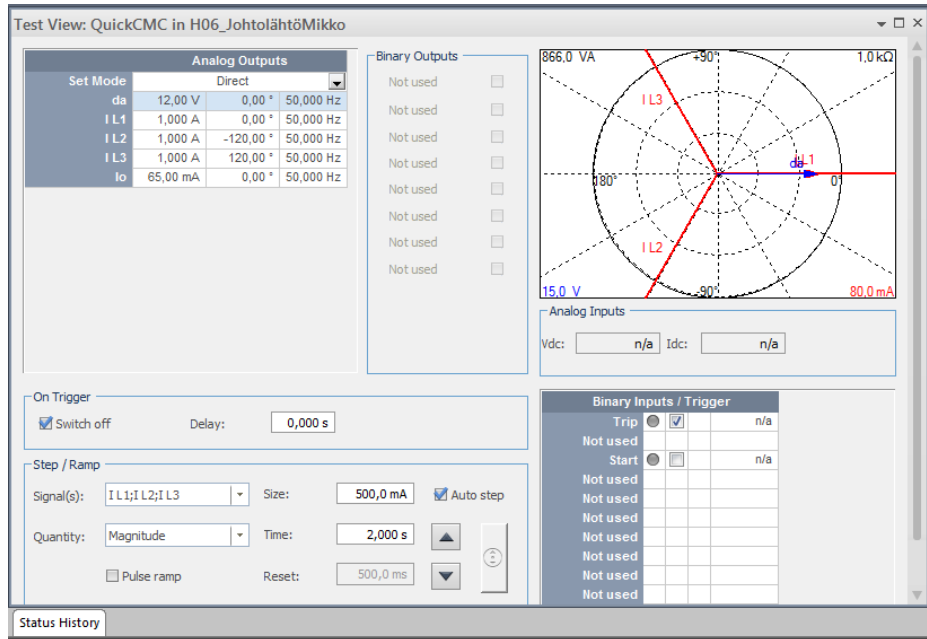 Test View: QuickCMC in H06_JohtolähtöMikko
Analog Outputs
Set Mode Direct
da 12,00 V 0,00 ° 50,000 Hz
I L1 1,000 A 0,00 ° 50,000 Hz
I L2 1,000 A -120,00 ° 50,000 Hz
I L3 1,000 A 120,00 ° 50,000 Hz
Io 65,00 mA 0,00 ° 50,000 Hz
Binary Outputs
Not used
Not used
Not used
Not used
Not used
Not used
Not used
Not used
866,0 VA +90° 1,0 kΩ
I L3
da I L1
180° 0°
I L2
15,0 V -90° 80,0 mA
Analog Inputs
Vdc: n/a Idc: n/a
On Trigger
Switch off Delay: 0,000 s
Step / Ramp
Signal(s): I L1;I L2;I L3 Size: 500,0 mA Auto step
Quantity: Magnitude Time: 2,000 s
Pulse ramp Reset: 500,0 ms
Binary Inputs / Trigger
Trip n/a
Not used
Start n/a
Not used
Not used
Not used
Not used
Not used
Not used
Not used
Status History